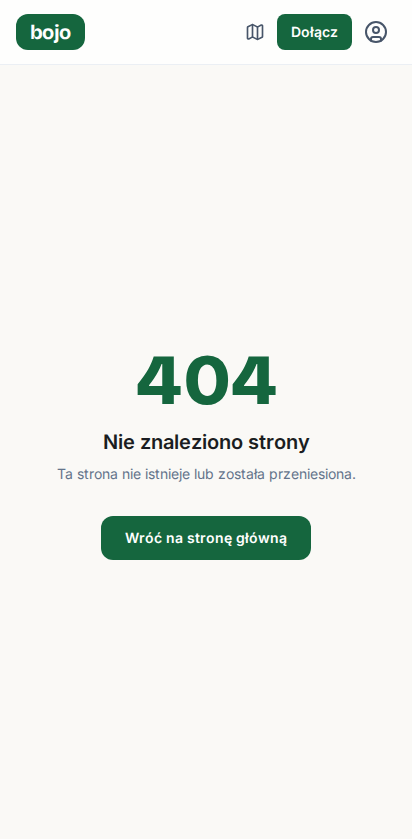 bojo
Dołącz
404
Nie znaleziono strony
Ta strona nie istnieje lub została przeniesiona.
Wróć na stronę główną